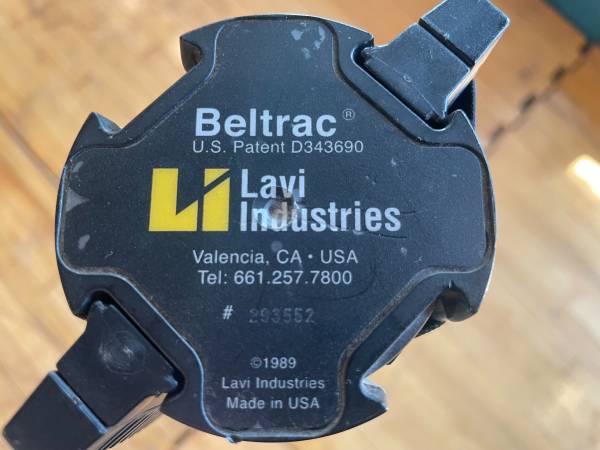 Beltrac®
U.S. Patent D343690
Li Lavi
Industries
Valencia, CA • USA
Tel: 661.257.7800
# 293552
©1989
Lavi Industries
Made in USA